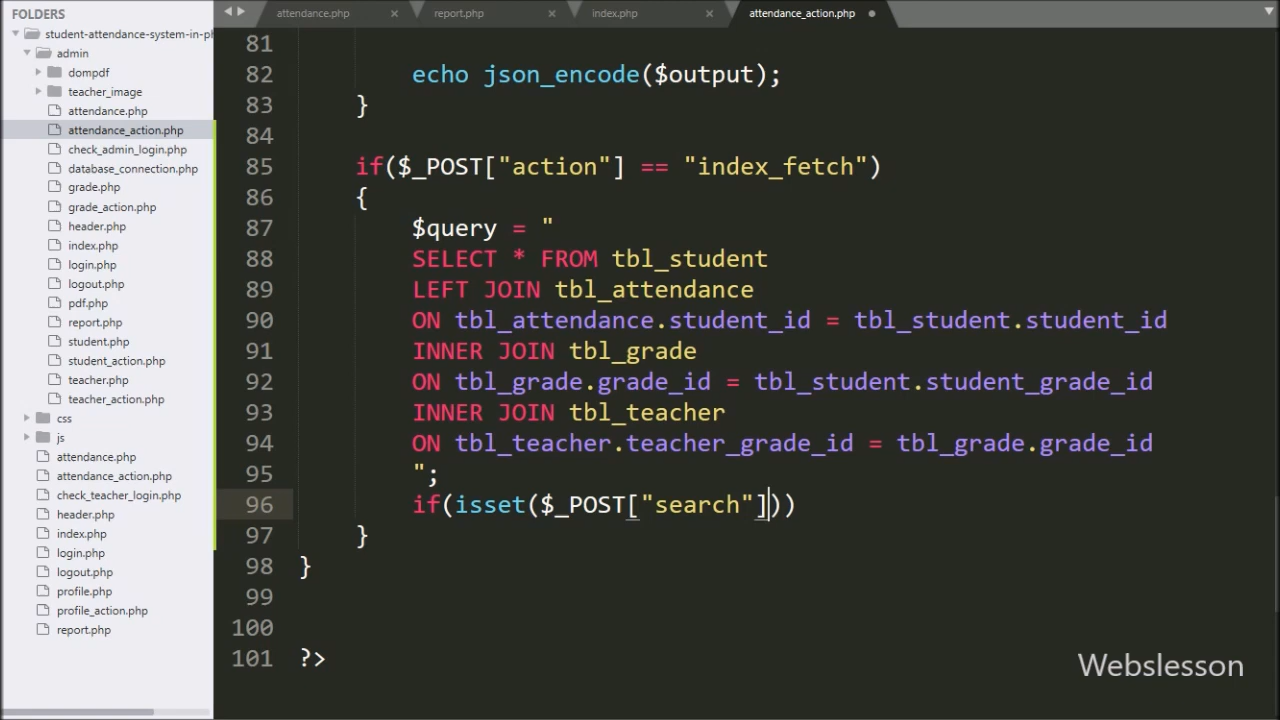 FOLDERS
student-attendance-system-in-ph
admin
dompdf
teacher_image
attendance.php
attendance_action.php
check_admin_login.php
database_connection.php
grade.php
grade_action.php
header.php
index.php
login.php
logout.php
pdf.php
report.php
student.php
student_action.php
teacher.php
teacher_action.php
css
js
attendance.php
attendance_action.php
check_teacher_login.php
header.php
index.php
login.php
logout.php
profile.php
profile_action.php
report.php
attendance.php report.php index.php attendance_action.php
81
82 echo json_encode($output);
83 }
84
85 if($_POST["action"] == "index_fetch")
86 {
87 $query = "
88 SELECT * FROM tbl_student
89 LEFT JOIN tbl_attendance
90 ON tbl_attendance.student_id = tbl_student.student_id
91 INNER JOIN tbl_grade
92 ON tbl_grade.grade_id = tbl_student.student_grade_id
93 INNER JOIN tbl_teacher
94 ON tbl_teacher.teacher_grade_id = tbl_grade.grade_id
95 ";
96 if(isset($_POST["search"]))
97 }
98 }
99
100
101 ?>
Webslesson